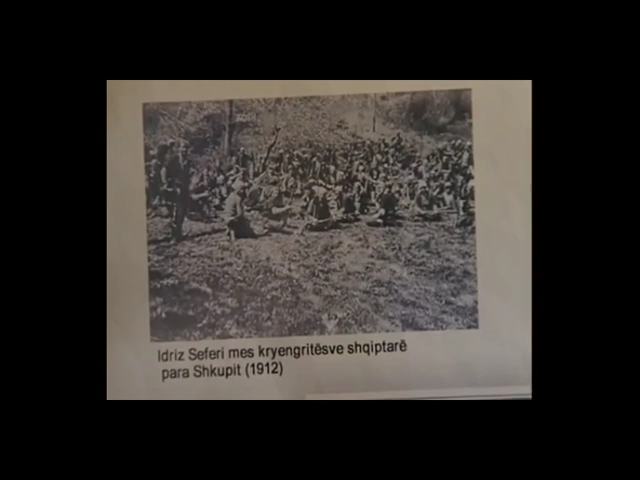 Idriz Seferi mes kryengritësve shqiptarë
para Shkupit (1912)